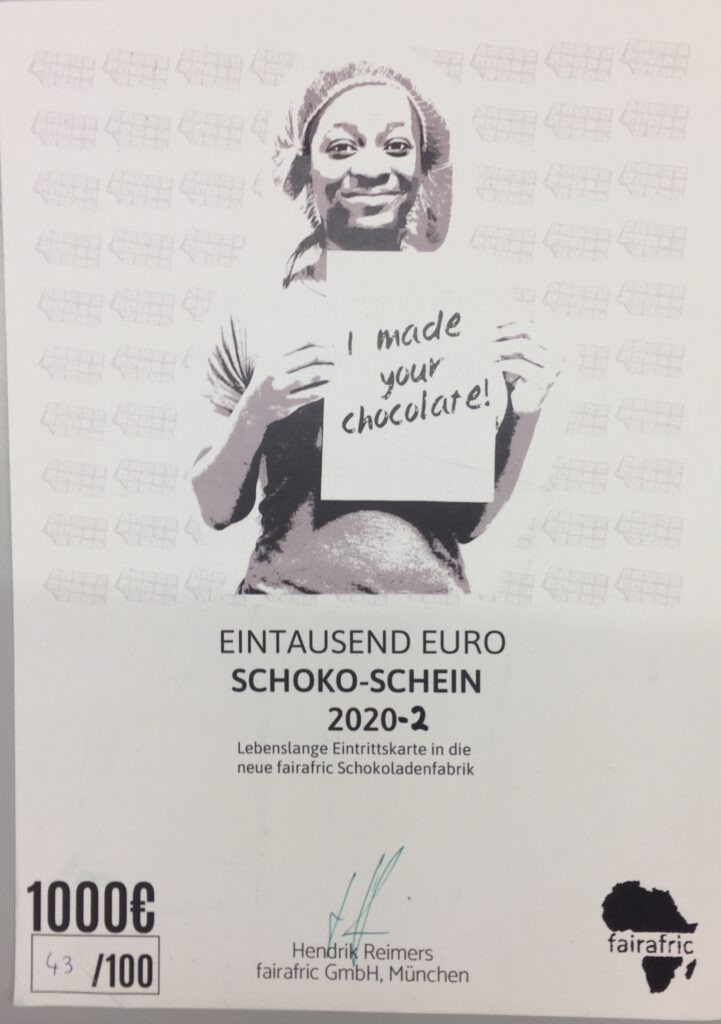 I made
your
chocolate!
EINTAUSEND EURO
SCHOKO-SCHEIN
2020-2
Lebenslange Eintrittskarte in die
neue fairafric Schokoladenfabrik
1000€
43 /100
Hendrik Reimers
fairafric GmbH, München
fairafric